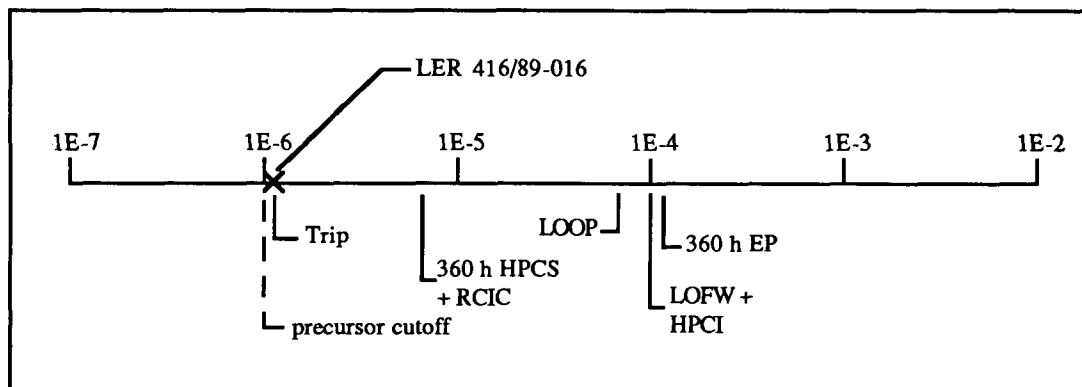 LER 416/89-016
1E-7 1E-6 1E-5 1E-4 1E-3 1E-2
Trip
LOOP
360 h EP
360 h HPCS
+ RCIC
LOFW +
HPCI
precursor cutoff